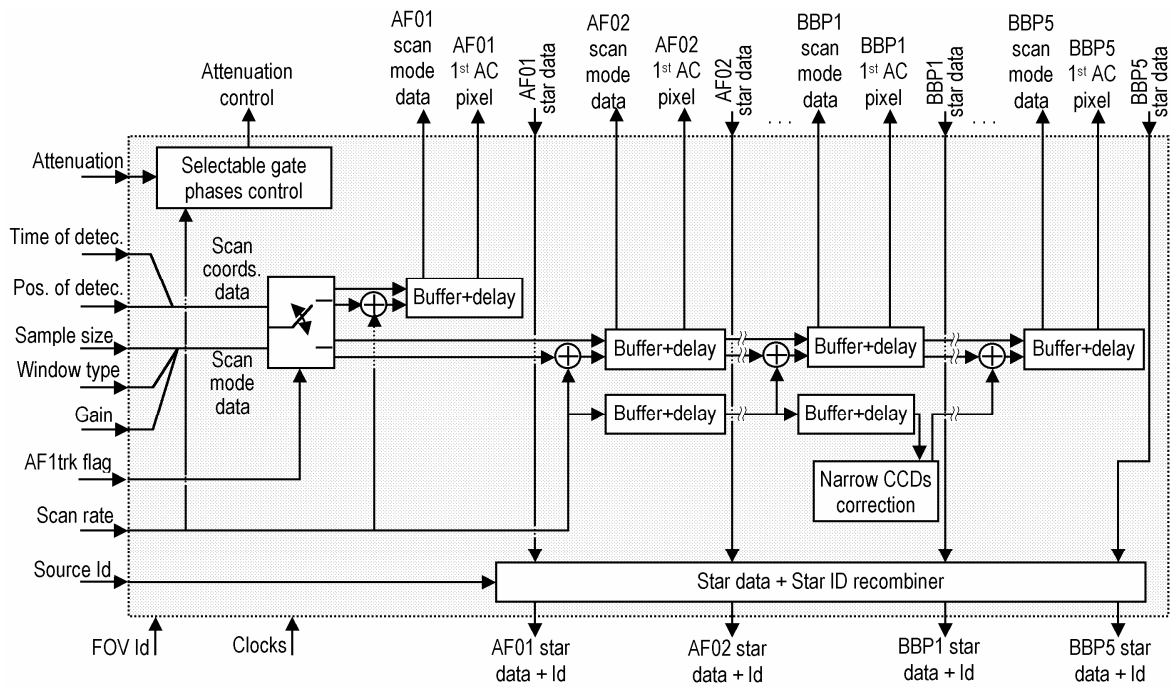 AF01
scan
mode
data
AF01
1st AC
pixel
AF01
star data
AF02
scan
mode
data
AF02
1st AC
pixel
AF02
star data
. . .
BBP1
scan
mode
data
BBP1
1st AC
pixel
BBP1
star data
. . .
BBP5
scan
mode
data
BBP5
1st AC
pixel
BBP5
star data
Attenuation
control
Attenuation
Selectable gate
phases control
Time of detec.
Scan
coords.
data
Pos. of detec.
Buffer+delay
Sample size
Buffer+delay
Buffer+delay
Buffer+delay
Window type
Scan
mode
data
Gain
Buffer+delay
Buffer+delay
AF1trk flag
Narrow CCDs
correction
Scan rate
Source Id
Star data + Star ID recombiner
FOV Id
Clocks
AF01 star
data + Id
AF02 star
data + Id
BBP1 star
data + Id
BBP5 star
data + Id